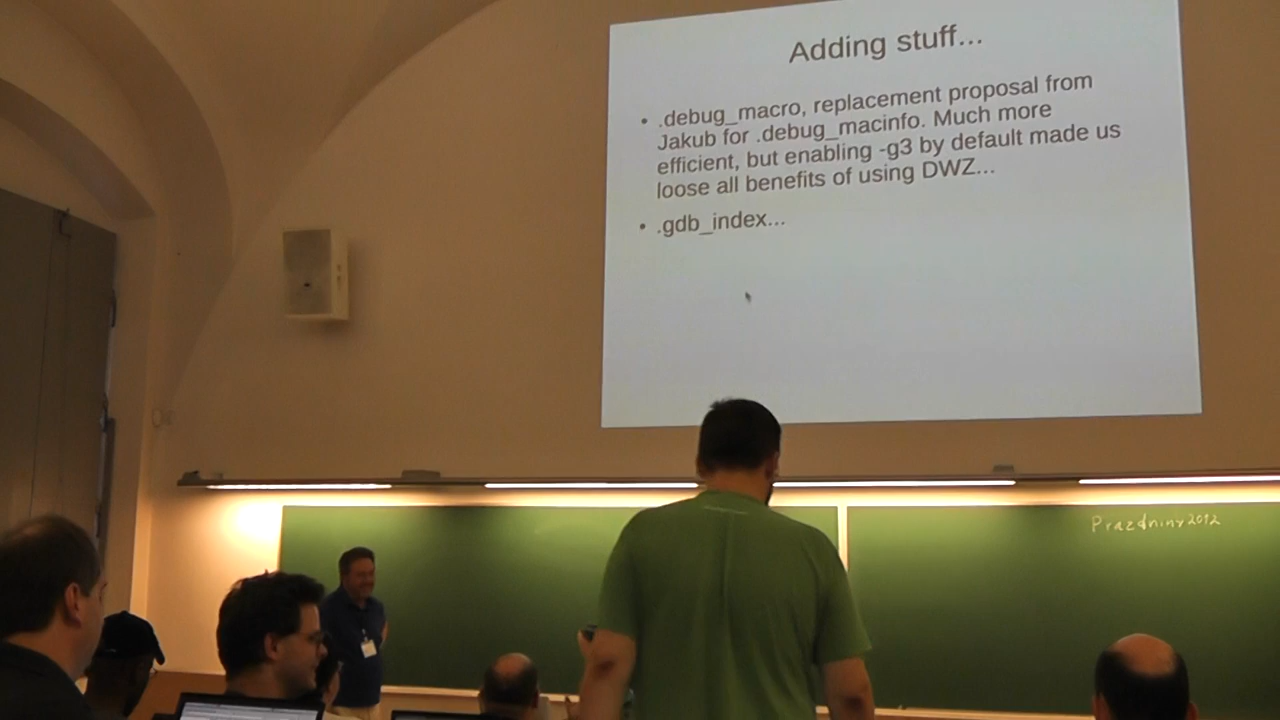 Adding stuff...
• .debug_macro, replacement proposal from
Jakub for .debug_macinfo. Much more
efficient, but enabling -g3 by default made us
loose all benefits of using DWZ...
• .gdb_index...
Prazdniny 2012